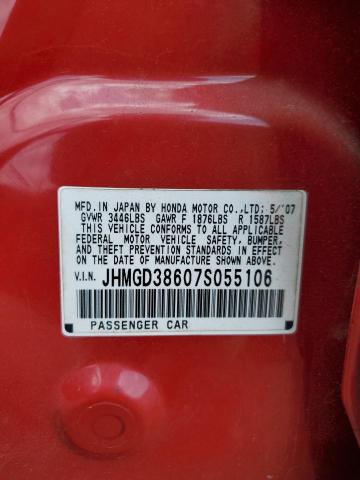 MFD. IN JAPAN BY HONDA MOTOR CO.,LTD: 5/'07
GVWR 3446LBS GAWR F 1876LBS R 1587LBS
THIS VEHICLE CONFORMS TO ALL APPLICABLE
FEDERAL MOTOR VEHICLE SAFETY, BUMPER,
AND THEFT PREVENTION STANDARDS IN EFFECT
ON THE DATE OF MANUFACTURE SHOWN ABOVE.
V.I.N. JHMGD38607S055106
PASSENGER CAR